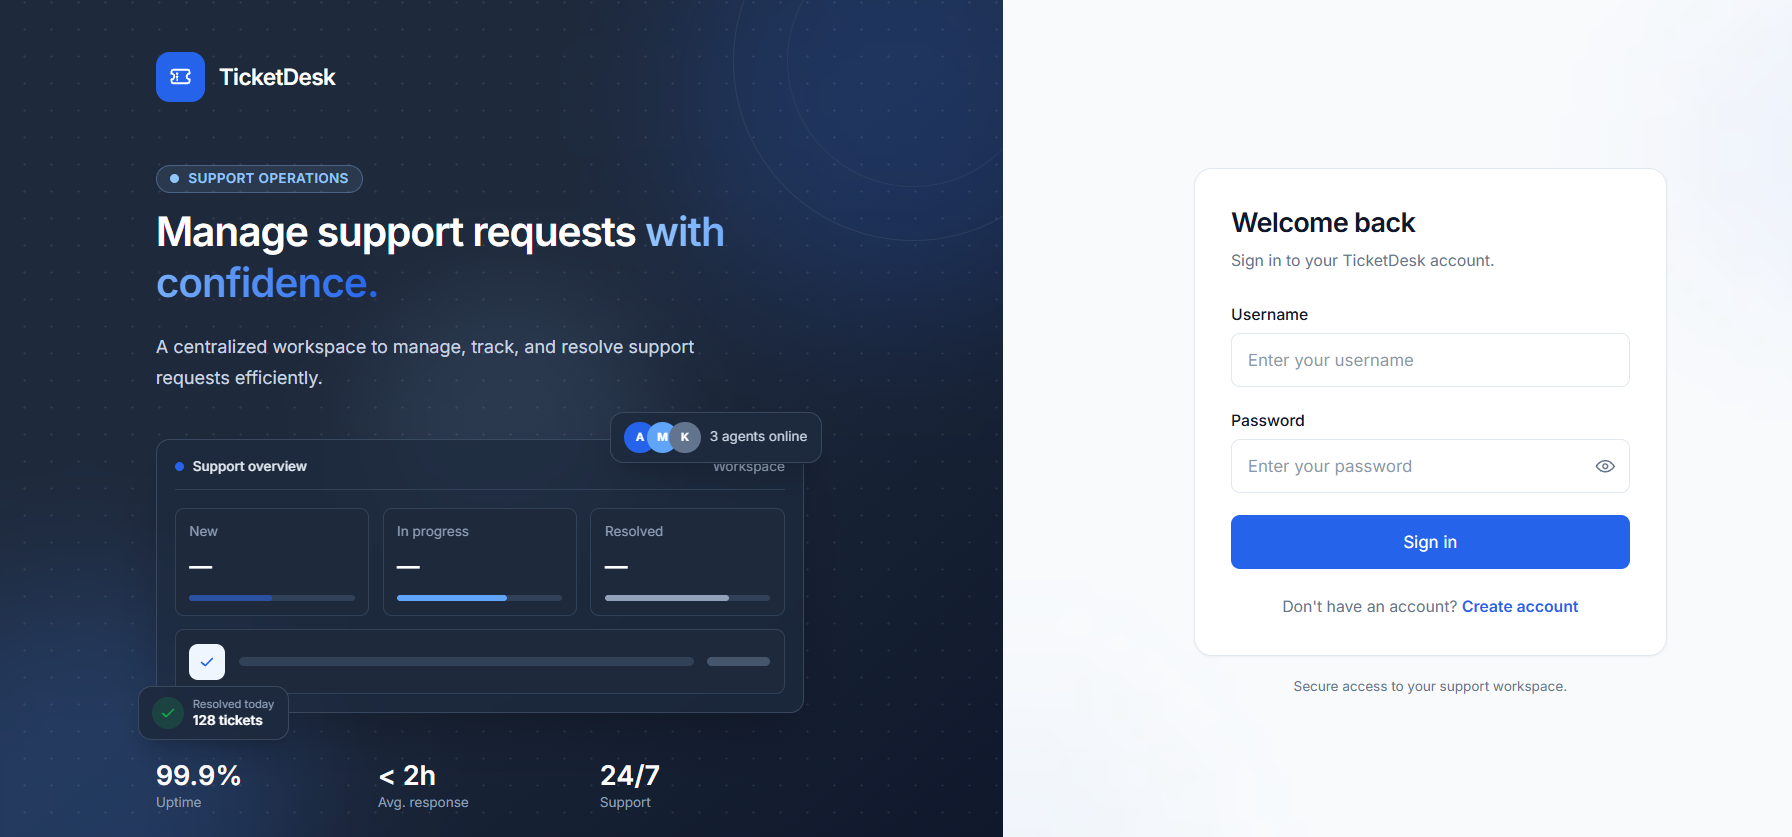 TicketDesk
SUPPORT OPERATIONS
Manage support requests with
confidence.
A centralized workspace to manage, track, and resolve support
requests efficiently.
A M K 3 agents online
Support overview
Workspace
New
In progress
Resolved
—
—
—
Resolved today
128 tickets
99.9%
Uptime
< 2h
Avg. response
24/7
Support
Welcome back
Sign in to your TicketDesk account.
Username
Enter your username
Password
Enter your password
Sign in
Don't have an account? Create account
Secure access to your support workspace.